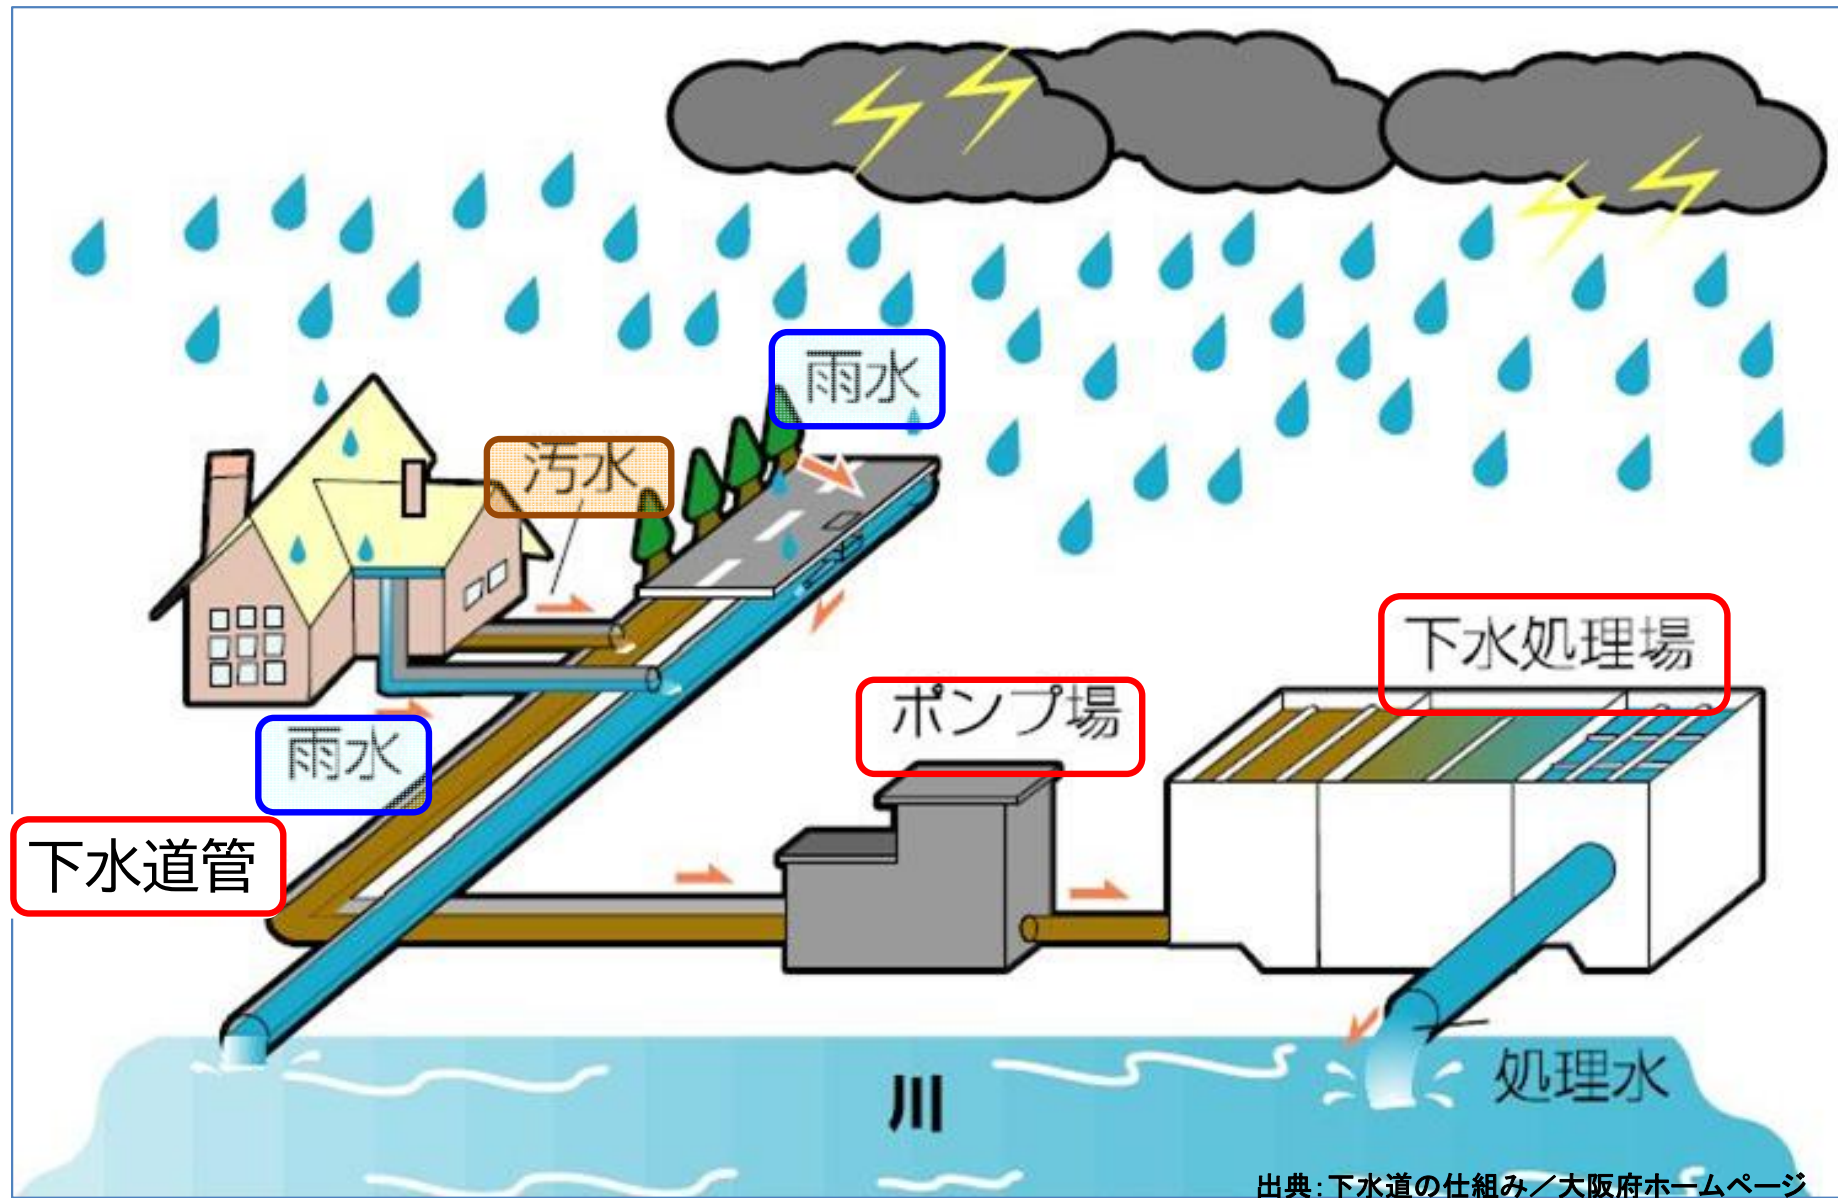 雨水
汚水
下水処理場
ポンプ場
雨水
下水道管
処理水
川
出典:下水道の仕組み/大阪府ホームページ